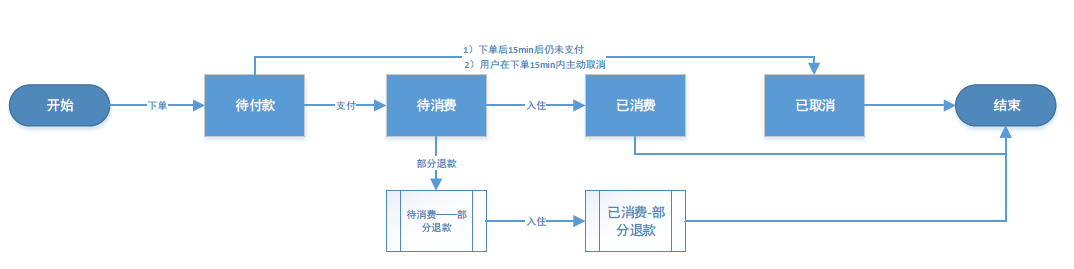 1）下单后15min后仍未支付
2）用户在下单15min内主动取消
开始
下单
待付款
支付
待消费
入住
已消费
已取消
结束
部分退款
待消费——部
分退款
入住
已消费-部
分退款